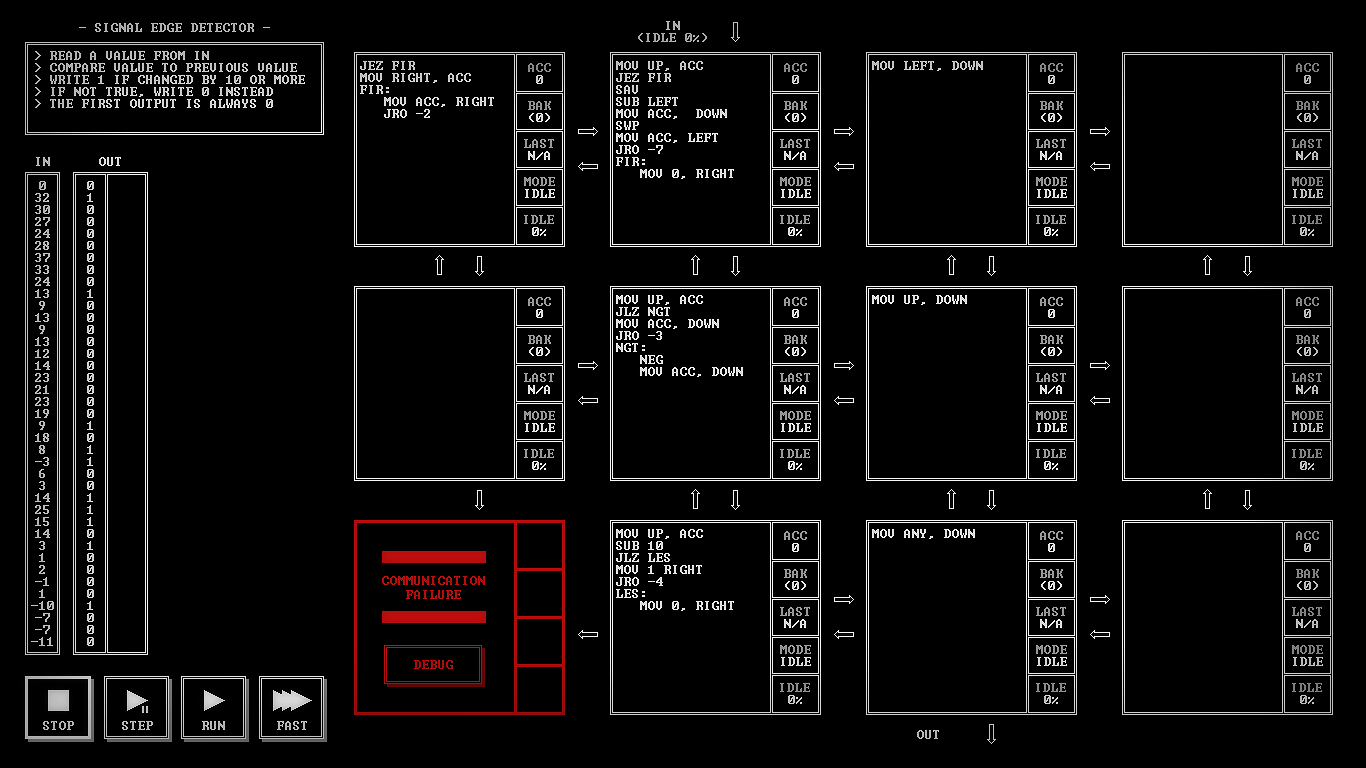 - SIGNAL EDGE DETECTOR -
> READ A VALUE FROM IN
> COMPARE VALUE TO PREVIOUS VALUE
> WRITE 1 IF CHANGED BY 10 OR MORE
> IF NOT TRUE, WRITE 0 INSTEAD
> THE FIRST OUTPUT IS ALWAYS 0
IN OUT
0 0
32 1
30 0
27 0
24 0
28 0
37 0
33 0
24 0
13 1
9 0
13 0
9 0
13 0
12 0
14 0
23 0
21 0
23 0
19 0
9 1
18 0
8 1
-3 1
6 0
3 0
14 1
25 1
15 1
14 0
3 1
1 0
2 0
-1 0
1 0
-10 1
-7 0
-7 0
-11 0
STOP
STEP
RUN
FAST
IN
(IDLE 0%)
JEZ FIR
MOV RIGHT, ACC
FIR:
MOV ACC, RIGHT
JRO -2
ACC
0
BAK
(0)
LAST
N/A
MODE
IDLE
IDLE
0%
MOV UP, ACC
JEZ FIR
SAV
SUB LEFT
MOV ACC,  DOWN
SWP
MOV ACC, LEFT
JRO -7
FIR:
MOV 0, RIGHT
ACC
0
BAK
(0)
LAST
N/A
MODE
IDLE
IDLE
0%
MOV LEFT, DOWN
ACC
0
BAK
(0)
LAST
N/A
MODE
IDLE
IDLE
0%
ACC
0
BAK
(0)
LAST
N/A
MODE
IDLE
IDLE
0%
ACC
0
BAK
(0)
LAST
N/A
MODE
IDLE
IDLE
0%
MOV UP, ACC
JLZ NGT
MOV ACC, DOWN
JRO -3
NGT:
NEG
MOV ACC, DOWN
ACC
0
BAK
(0)
LAST
N/A
MODE
IDLE
IDLE
0%
MOV UP, DOWN
ACC
0
BAK
(0)
LAST
N/A
MODE
IDLE
IDLE
0%
ACC
0
BAK
(0)
LAST
N/A
MODE
IDLE
IDLE
0%
COMMUNICATION
FAILURE
DEBUG
MOV UP, ACC
SUB 10
JLZ LES
MOV 1 RIGHT
JRO -4
LES:
MOV 0, RIGHT
ACC
0
BAK
(0)
LAST
N/A
MODE
IDLE
IDLE
0%
MOV ANY, DOWN
ACC
0
BAK
(0)
LAST
N/A
MODE
IDLE
IDLE
0%
ACC
0
BAK
(0)
LAST
N/A
MODE
IDLE
IDLE
0%
OUT